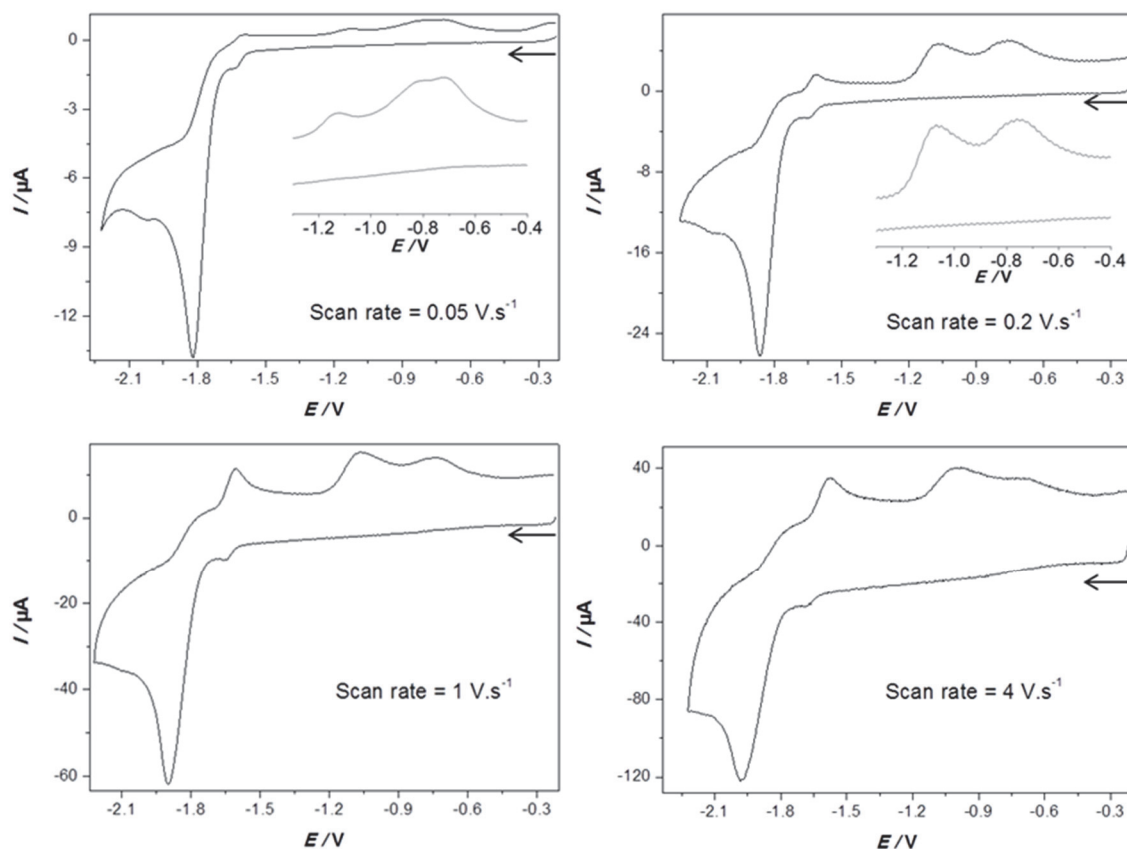 0
-3
-6
-9
-12
I /µA
-2.1 -1.8 -1.5 -1.2 -0.9 -0.6 -0.3
E /V
-1.2 -1.0 -0.8 -0.6 -0.4
E /V
Scan rate = 0.05 V.s⁻¹
0
-8
-16
-24
I /µA
-2.1 -1.8 -1.5 -1.2 -0.9 -0.6 -0.3
E /V
-1.2 -1.0 -0.8 -0.6 -0.4
E /V
Scan rate = 0.2 V.s⁻¹
0
-20
-40
-60
I /µA
-2.1 -1.8 -1.5 -1.2 -0.9 -0.6 -0.3
E /V
Scan rate = 1 V.s⁻¹
40
0
-40
-80
-120
I /µA
-2.1 -1.8 -1.5 -1.2 -0.9 -0.6 -0.3
E /V
Scan rate = 4 V.s⁻¹